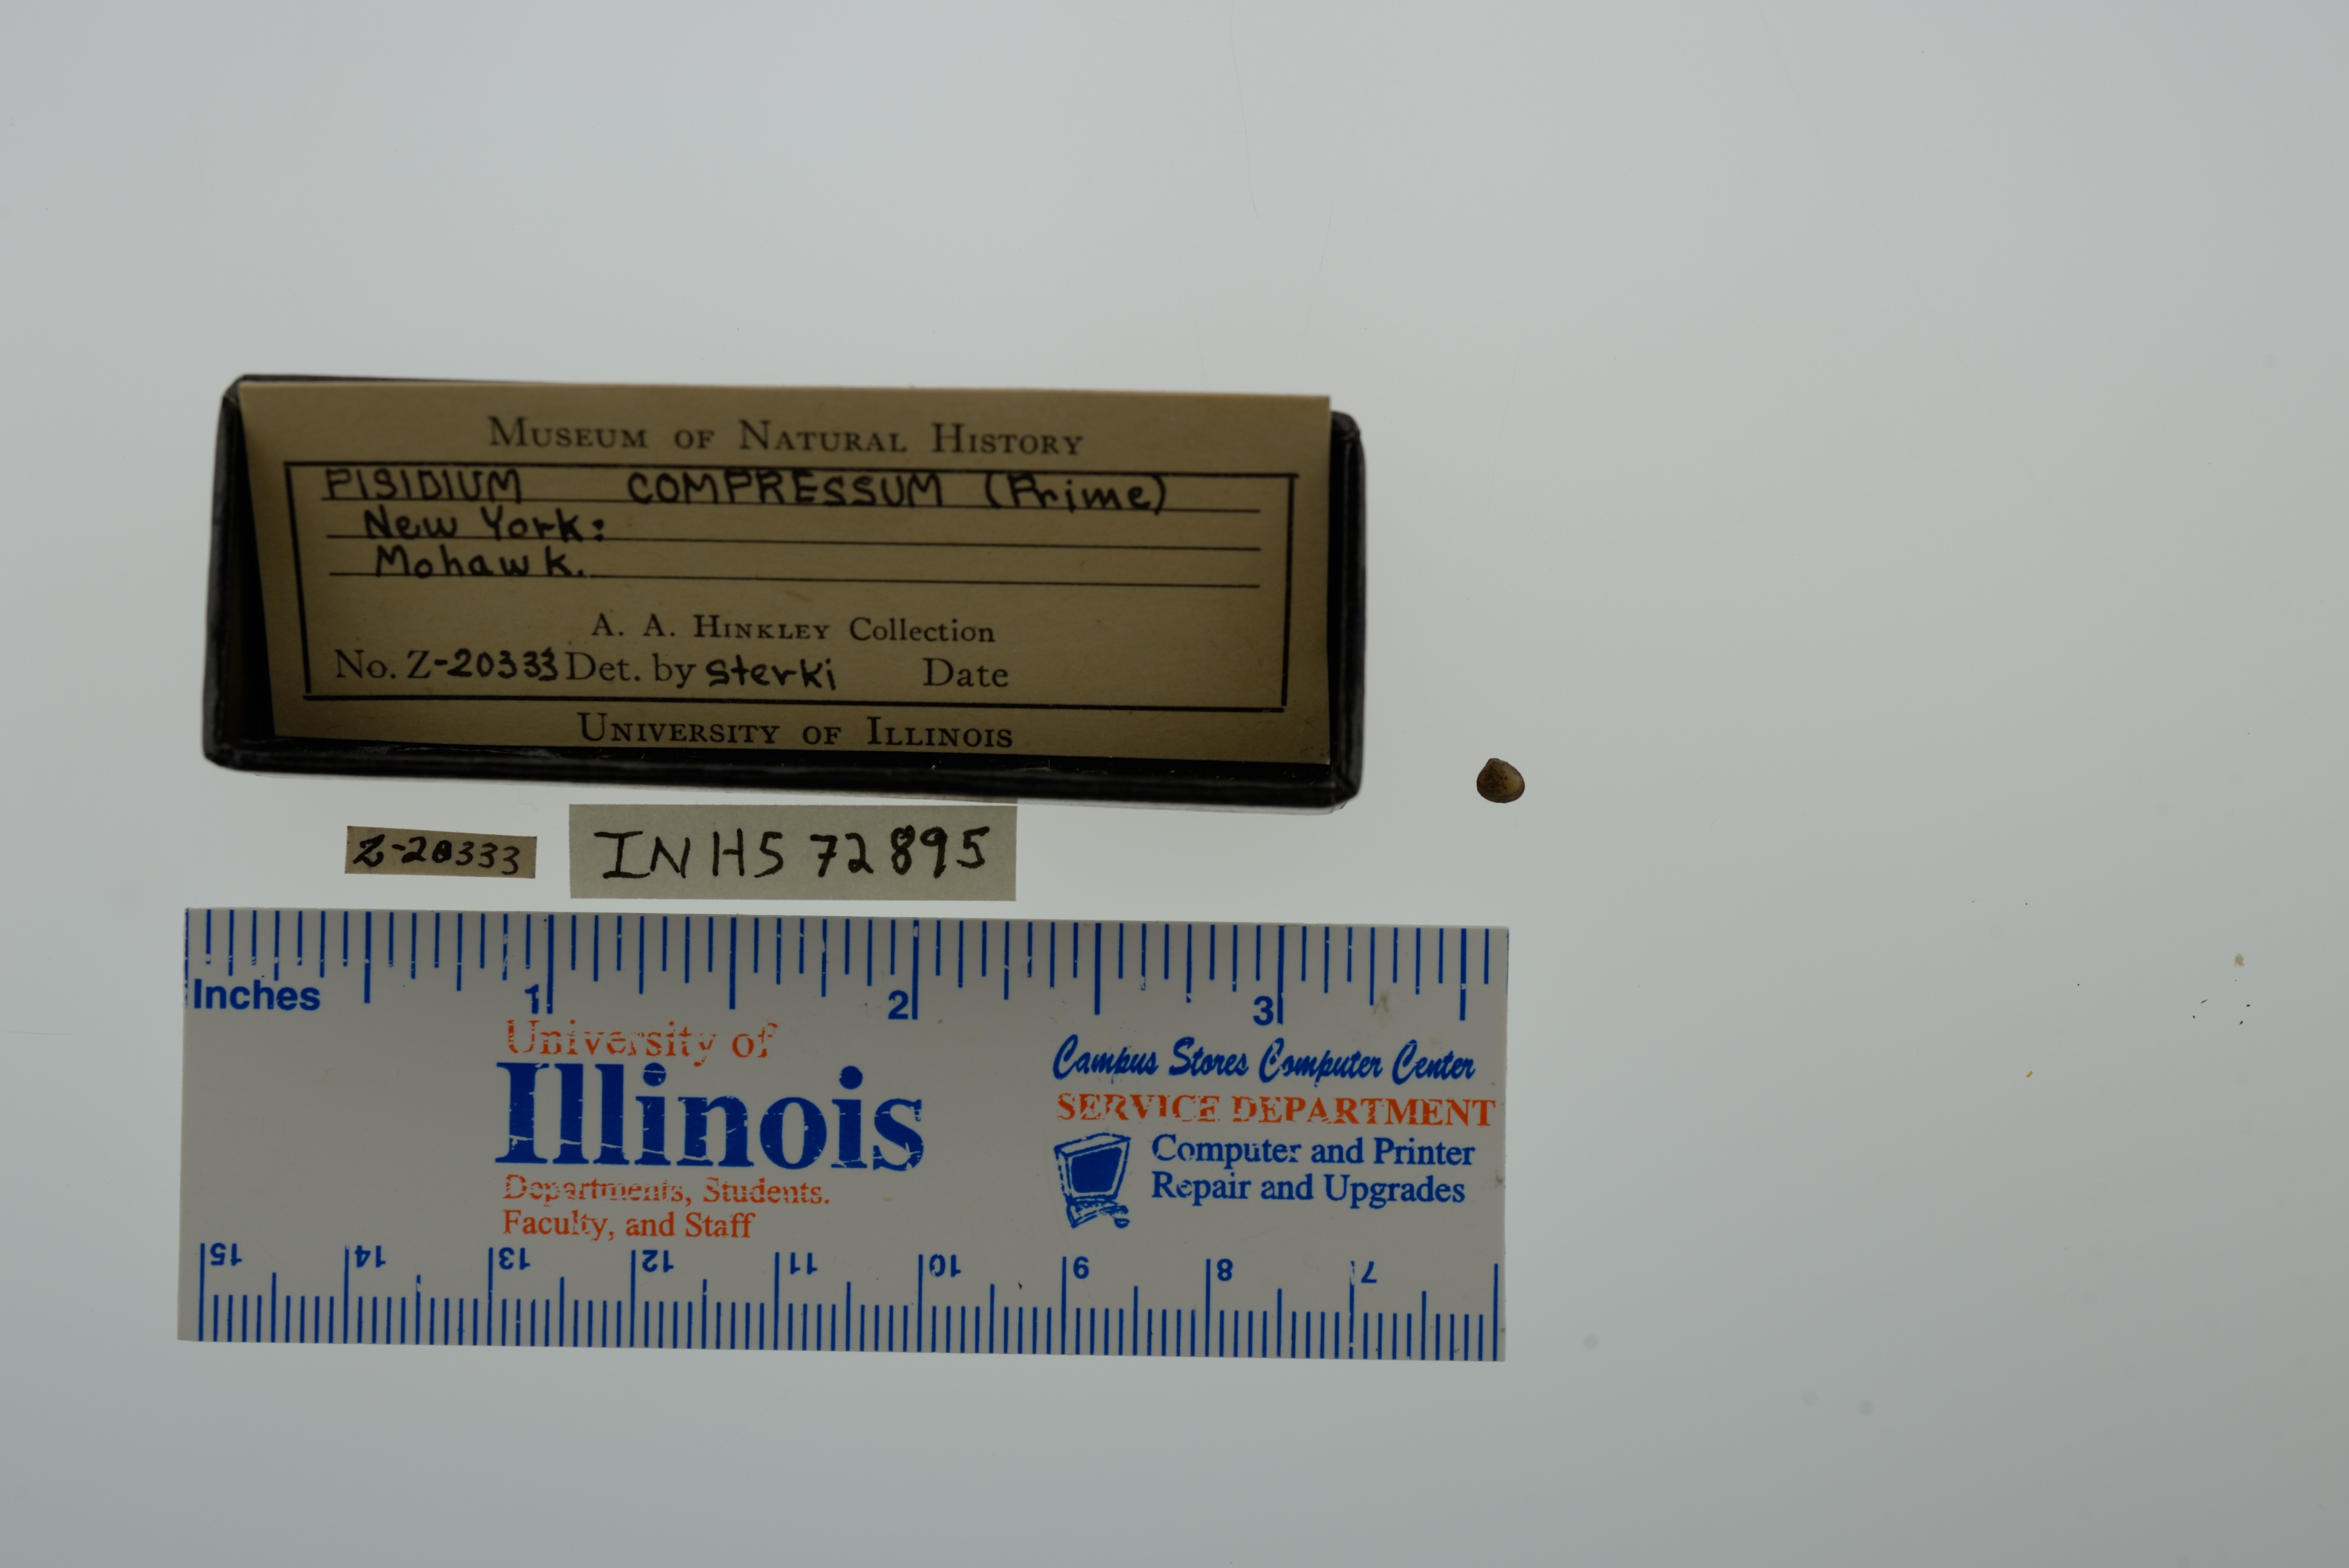 MUSEUM OF NATURAL HISTORY
PISIDIUM COMPRESSUM (Prime)
New York:
Mohawk.
A. A. HINKLEY Collection
No. Z-20333 Det. by Sterki Date
UNIVERSITY OF ILLINOIS
Z-20333
INHS 72895
Inches 1 2 3
University of
Illinois
Departments, Students.
Faculty, and Staff
Campus Stores Computer Center
SERVICE DEPARTMENT
Computer and Printer
Repair and Upgrades
15 14 13 12 11 10 9 8 7